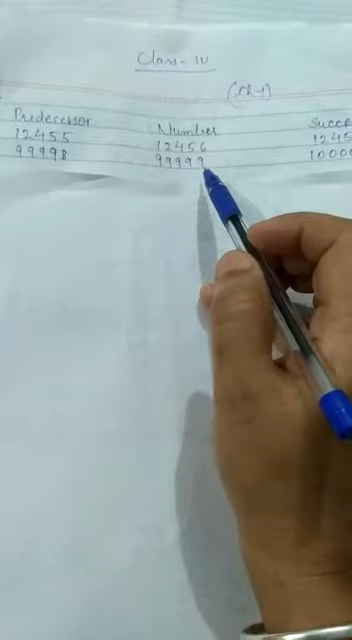 Class - IV
(Ch-1)
Predecessor Number
12455 12456
99998 99999